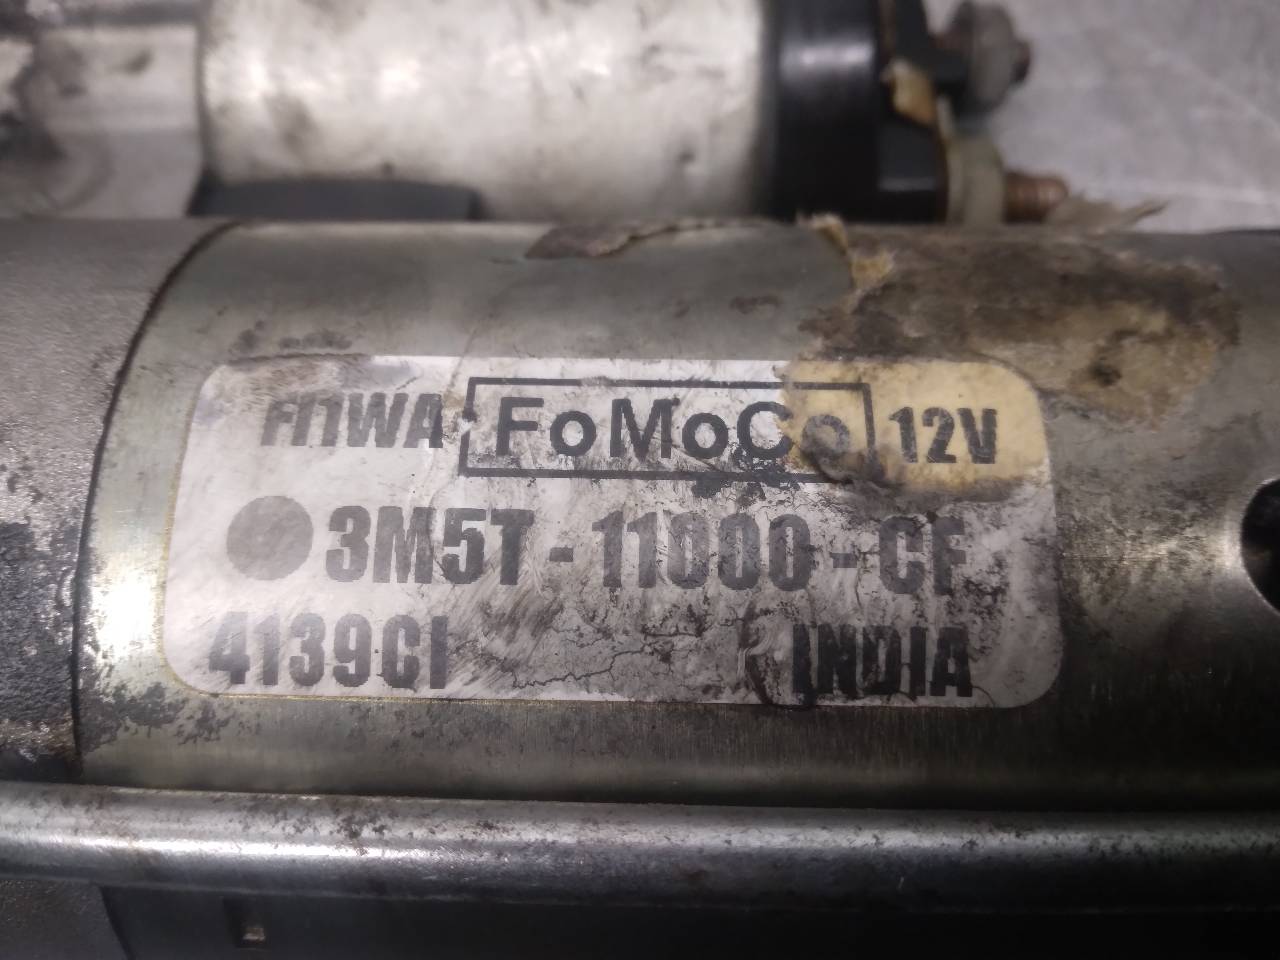 FoMoCo 12V
3M5T-11000-CF
4139CI
INDIA